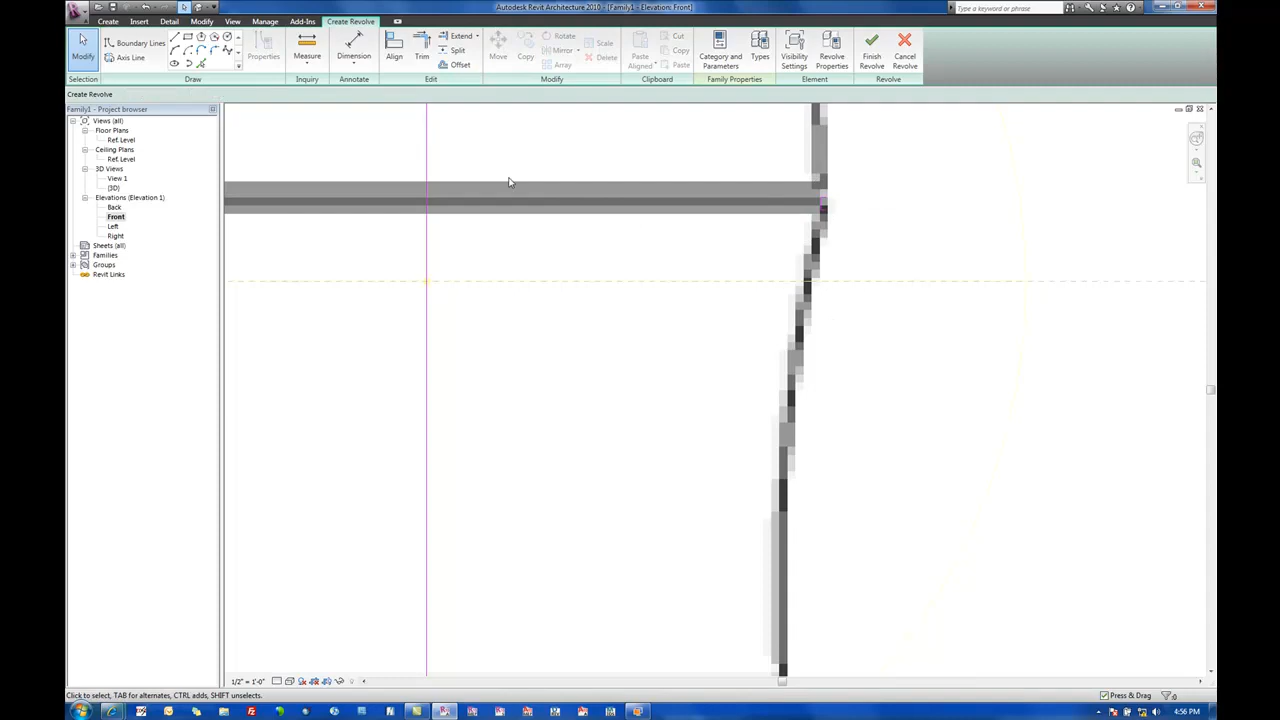 Autodesk Revit Architecture 2010 - [Family1 - Elevation: Front]
Type a keyword or phrase
Create Insert Detail Modify View Manage Add-Ins Create Revolve
Modify
Boundary Lines
Axis Line
Properties
Measure
Dimension
Align
Trim
Extend
Split
Offset
Move
Copy
Rotate
Mirror
Array
Scale
Delete
Paste
Aligned
Cut
Copy
Paste
Category and
Parameters
Types
Visibility
Settings
Revolve
Properties
Finish
Revolve
Cancel
Revolve
Selection Draw Inquiry Annotate Edit Modify Clipboard Family Properties Element Revolve
Create Revolve
Family1 - Project browser
Views (all)
Floor Plans
Ref. Level
Ceiling Plans
Ref. Level
3D Views
View 1
{3D}
Elevations (Elevation 1)
Back
Front
Left
Right
Sheets (all)
Families
Groups
Revit Links
1/2" = 1'-0"
Click to select, TAB for alternates, CTRL adds, SHIFT unselects.
Press & Drag
:0
4:56 PM